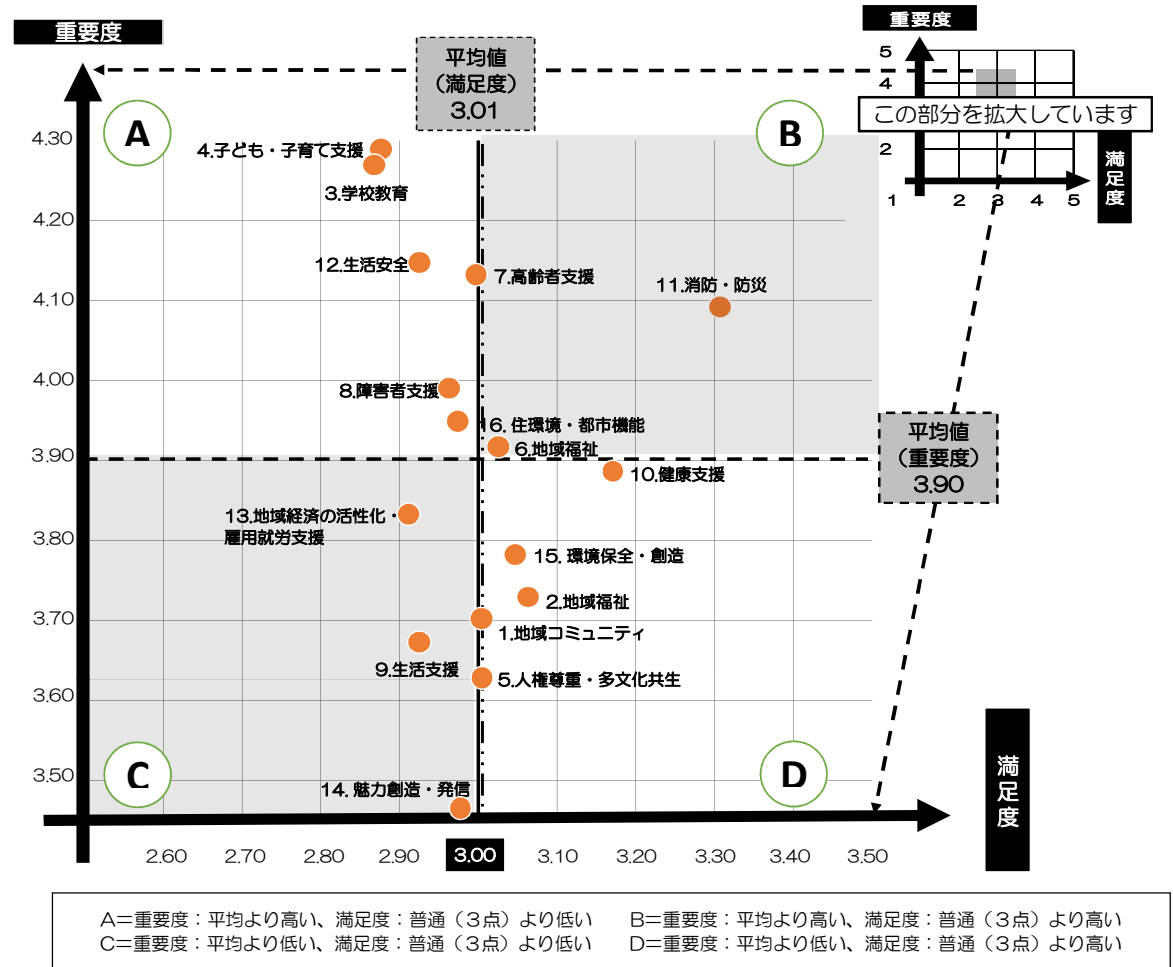 重要度
平均値
（満足度）
3.01
重要度
5
4
この部分を拡大しています
2
1
2
3
4
5
満足度
A
B
4.30
4.子ども・子育て支援
3.学校教育
4.20
12.生活安全
7.高齢者支援
11.消防・防災
4.10
4.00
8.障害者支援
16. 住環境・都市機能
6.地域福祉
3.90
平均値
（重要度）
3.90
10.健康支援
13.地域経済の活性化・
雇用就労支援
3.80
15. 環境保全・創造
2.地域福祉
3.70
1.地域コミュニティ
9.生活支援
5.人権尊重・多文化共生
3.60
3.50
C
D
14. 魅力創造・発信
満足度
2.60
2.70
2.80
2.90
3.00
3.10
3.20
3.30
3.40
3.50
A＝重要度：平均より高い、満足度：普通（３点）より低い
B＝重要度：平均より高い、満足度：普通（３点）より高い
C＝重要度：平均より低い、満足度：普通（３点）より低い
D＝重要度：平均より低い、満足度：普通（３点）より高い